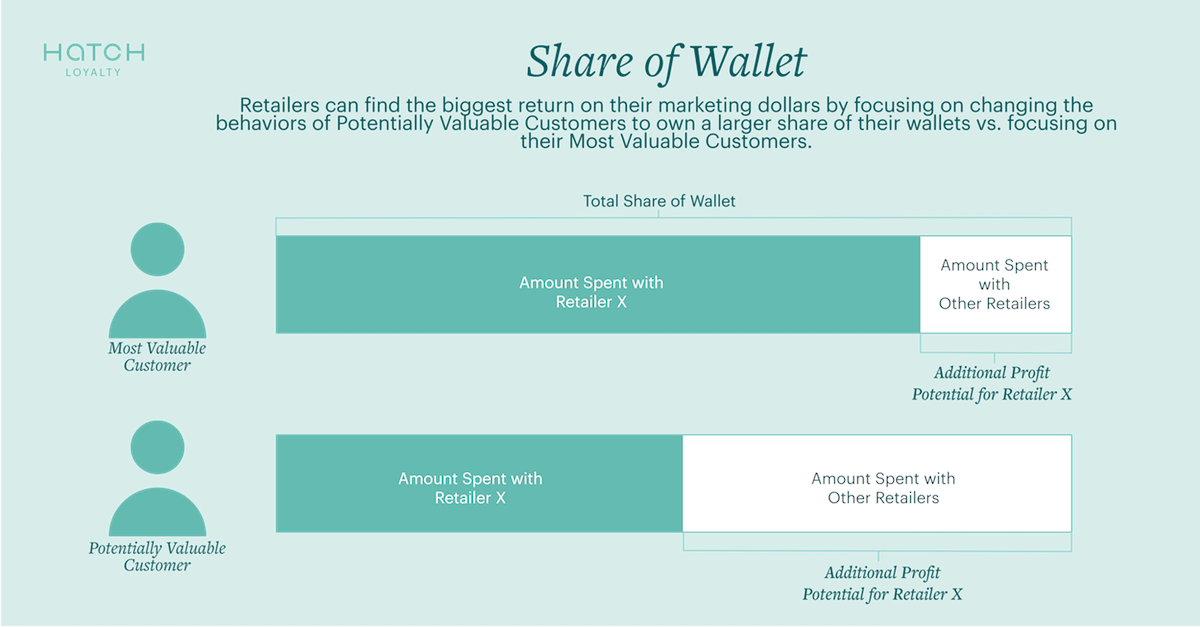 HATCH
LOYALTY
Share of Wallet
Retailers can find the biggest return on their marketing dollars by focusing on changing the
behaviors of Potentially Valuable Customers to own a larger share of their wallets vs. focusing on
their Most Valuable Customers.
Total Share of Wallet
Amount Spent with
Retailer X
Amount Spent
with
Other Retailers
Most Valuable
Customer
Additional Profit
Potential for Retailer X
Amount Spent with
Retailer X
Amount Spent with
Other Retailers
Potentially Valuable
Customer
Additional Profit
Potential for Retailer X